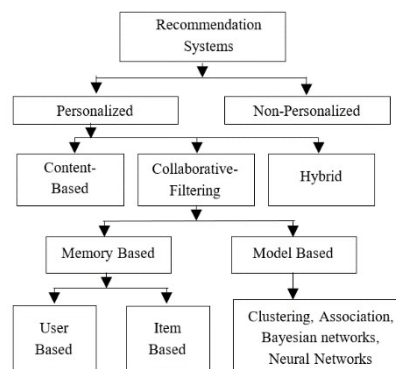 Recommendation
Systems
Personalized
Non-Personalized
Content-
Based
Collaborative-
Filtering
Hybrid
Memory Based
Model Based
User
Based
Item
Based
Clustering, Association,
Bayesian networks,
Neural Networks